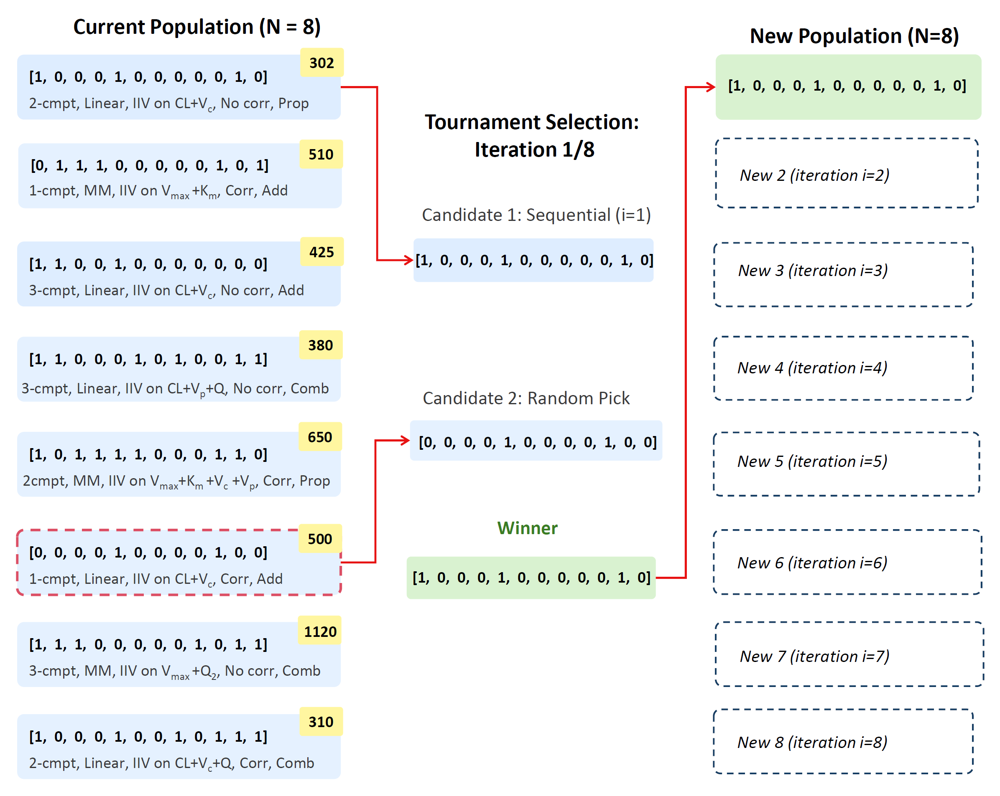 Current Population (N = 8)
302
[1, 0, 0, 0, 1, 0, 0, 0, 0, 0, 1, 0]
2-cmpt, Linear, IIV on CL+Vc, No corr, Prop
510
[0, 1, 1, 1, 0, 0, 0, 0, 0, 1, 0, 1]
1-cmpt, MM, IIV on Vmax +Km, Corr, Add
425
[1, 1, 0, 0, 1, 0, 0, 0, 0, 0, 0, 0]
3-cmpt, Linear, IIV on CL+Vc, No corr, Add
380
[1, 1, 0, 0, 0, 1, 0, 1, 0, 0, 1, 1]
3-cmpt, Linear, IIV on CL+Vp+Q, No corr, Comb
650
[1, 0, 1, 1, 1, 1, 0, 0, 0, 1, 1, 0]
2cmpt, MM, IIV on Vmax+Km +Vc +Vp, Corr, Prop
500
[0, 0, 0, 0, 1, 0, 0, 0, 0, 1, 0, 0]
1-cmpt, Linear, IIV on CL+Vc, Corr, Add
1120
[1, 1, 1, 0, 0, 0, 0, 0, 1, 0, 1, 1]
3-cmpt, MM, IIV on Vmax +Q2, No corr, Comb
310
[1, 0, 0, 0, 1, 0, 0, 1, 0, 1, 1, 1]
2-cmpt, Linear, IIV on CL+Vc+Q, Corr, Comb
Tournament Selection:
Iteration 1/8
Candidate 1: Sequential (i=1)
[1, 0, 0, 0, 1, 0, 0, 0, 0, 0, 1, 0]
Candidate 2: Random Pick
[0, 0, 0, 0, 1, 0, 0, 0, 0, 1, 0, 0]
Winner
[1, 0, 0, 0, 1, 0, 0, 0, 0, 0, 1, 0]
New Population (N=8)
[1, 0, 0, 0, 1, 0, 0, 0, 0, 0, 1, 0]
New 2 (iteration i=2)
New 3 (iteration i=3)
New 4 (iteration i=4)
New 5 (iteration i=5)
New 6 (iteration i=6)
New 7 (iteration i=7)
New 8 (iteration i=8)